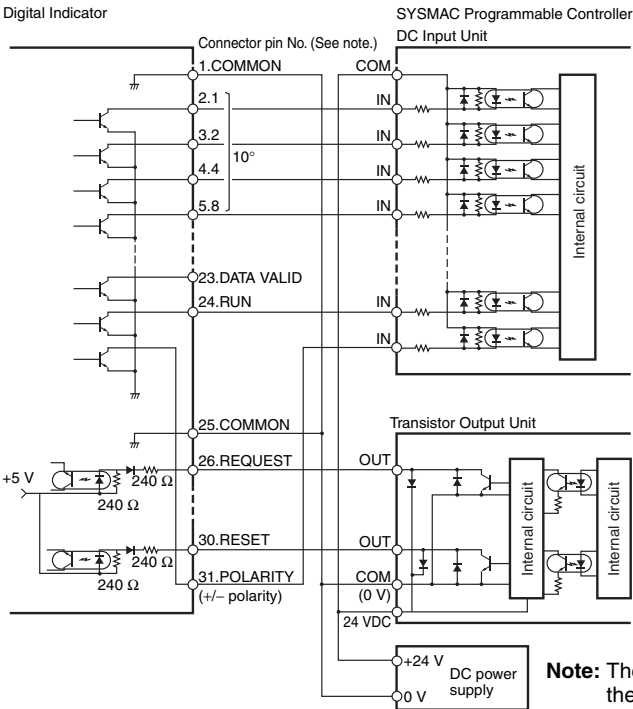 Digital Indicator
SYSMAC Programmable Controller
DC Input Unit
Connector pin No. (See note.)
1.COMMON
COM
2.1
IN
3.2
IN
10°
4.4
IN
5.8
IN
Internal circuit
23.DATA VALID
24.RUN
IN
IN
25.COMMON
Transistor Output Unit
+5 V
26.REQUEST
OUT
240 Ω
240 Ω
Internal circuit
Internal circuit
30.RESET
OUT
240 Ω
240 Ω
31.POLARITY
(+/− polarity)
COM
(0 V)
24 VDC
+24 V
DC power
supply
0 V
Note: The
the